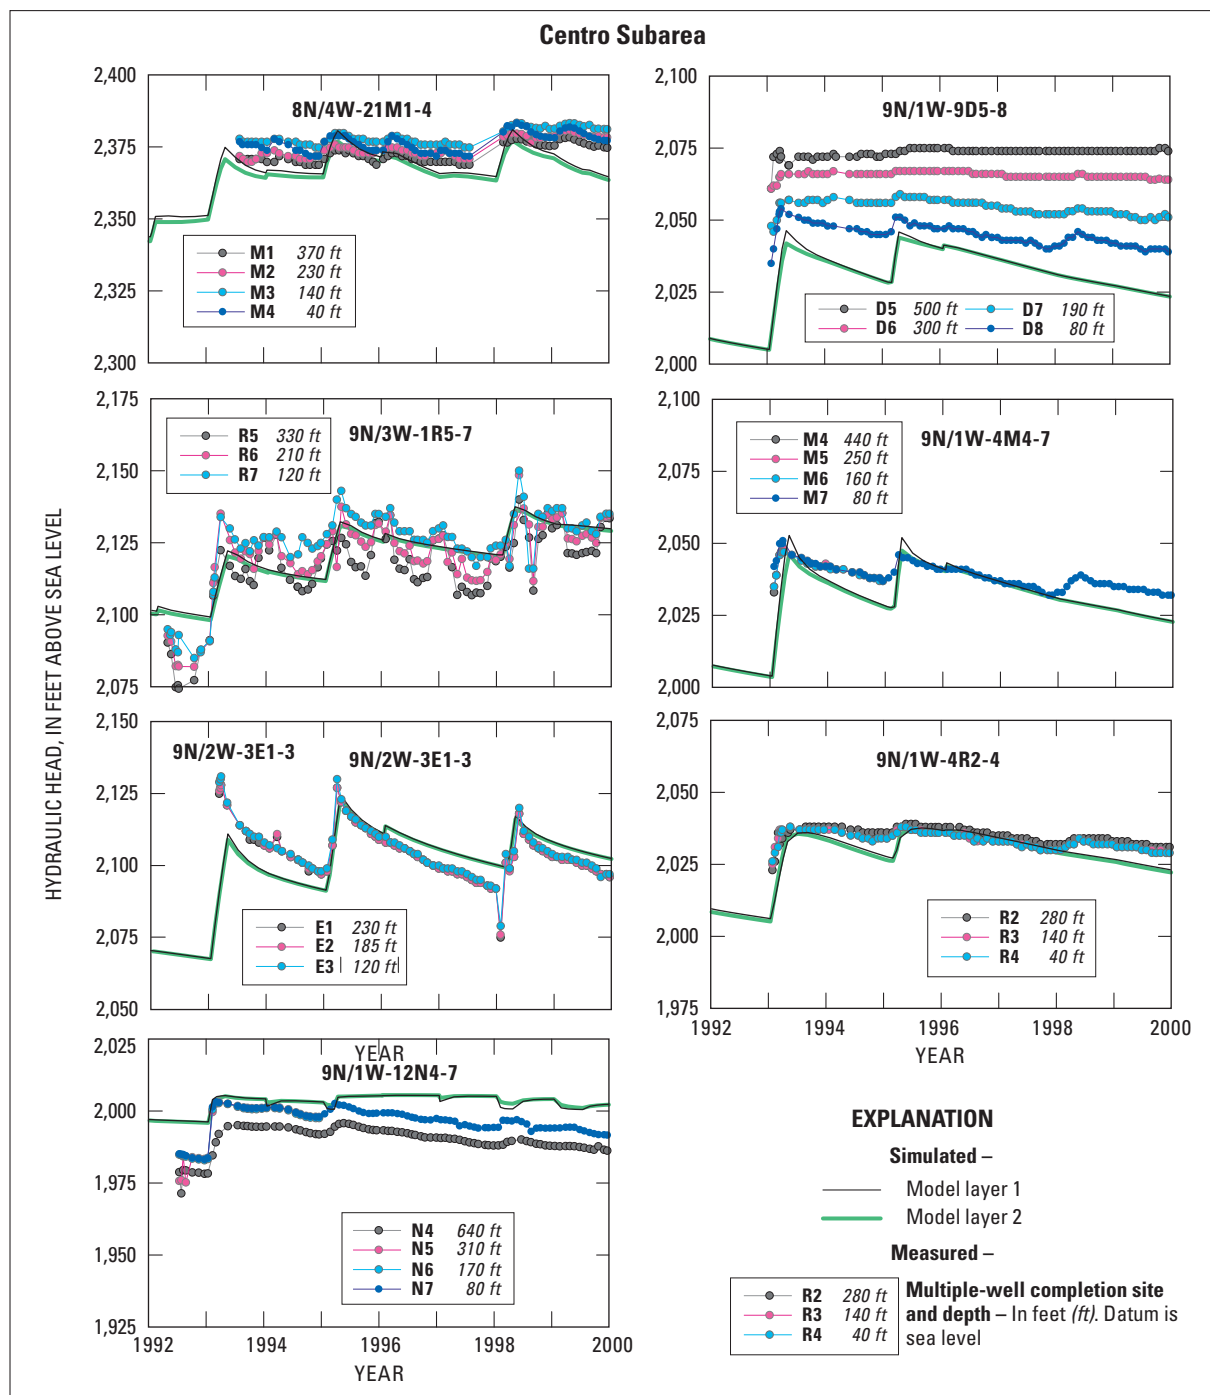 Centro Subarea
HYDRAULIC HEAD, IN FEET ABOVE SEA LEVEL
2,400
2,375
2,350
2,325
2,300
8N/4W-21M1-4
M1 370 ft
M2 230 ft
M3 140 ft
M4 40 ft
2,100
2,075
2,050
2,025
2,000
9N/1W-9D5-8
D5 500 ft D7 190 ft
D6 300 ft D8 80 ft
2,175
2,150
2,125
2,100
2,075
9N/3W-1R5-7
R5 330 ft
R6 210 ft
R7 120 ft
2,100
2,075
2,050
2,025
2,000
9N/1W-4M4-7
M4 440 ft
M5 250 ft
M6 160 ft
M7 80 ft
2,150
2,125
2,100
2,075
2,050
9N/2W-3E1-3
9N/2W-3E1-3
E1 230 ft
E2 185 ft
E3 120 ft
2,075
2,050
2,025
2,000
1,975
9N/1W-4R2-4
R2 280 ft
R3 140 ft
R4 40 ft
1992 1994 1996 1998 2000
YEAR
2,025
2,000
1,975
1,950
1,925
YEAR
9N/1W-12N4-7
N4 640 ft
N5 310 ft
N6 170 ft
N7 80 ft
1992 1994 1996 1998 2000
YEAR
EXPLANATION
Simulated –
Model layer 1
Model layer 2
Measured –
R2 280 ft
R3 140 ft
R4 40 ft
Multiple-well completion site
and depth – In feet (ft). Datum is
sea level